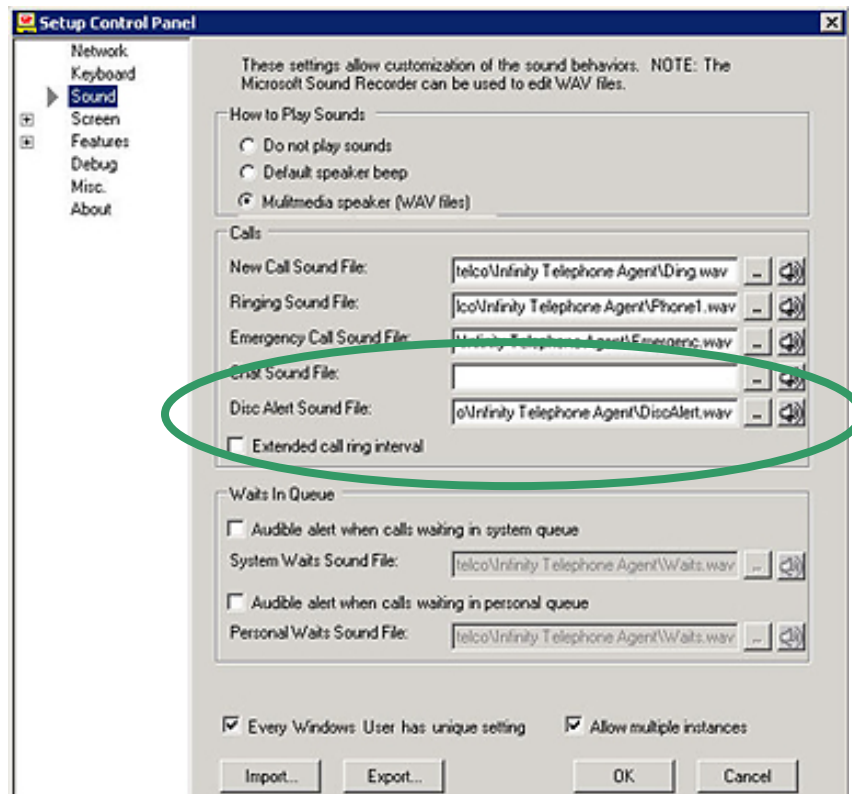 Setup Control Panel
Network
Keyboard
Sound
Screen
Features
Debug
Misc.
About
These settings allow customization of the sound behaviors. NOTE: The
Microsoft Sound Recorder can be used to edit WAV files.
How to Play Sounds
Do not play sounds
Default speaker beep
Mulitmedia speaker (WAV files)
Calls
New Call Sound File: telco\Infinity Telephone Agent\Ding.wav ...
Ringing Sound File: lco\Infinity Telephone Agent\Phone1.wav ...
Emergency Call Sound File: \Infinity Telephone Agent\Emergenc.wav ...
Chat Sound File: ...
Disc Alert Sound File: o\Infinity Telephone Agent\DiscAlert.wav ...
Extended call ring interval
Waits In Queue
Audible alert when calls waiting in system queue
System Waits Sound File: telco\Infinity Telephone Agent\Waits.wav ...
Audible alert when calls waiting in personal queue
Personal Waits Sound File: telco\Infinity Telephone Agent\Waits.wav ...
Every Windows User has unique setting Allow multiple instances
Import... Export... OK Cancel